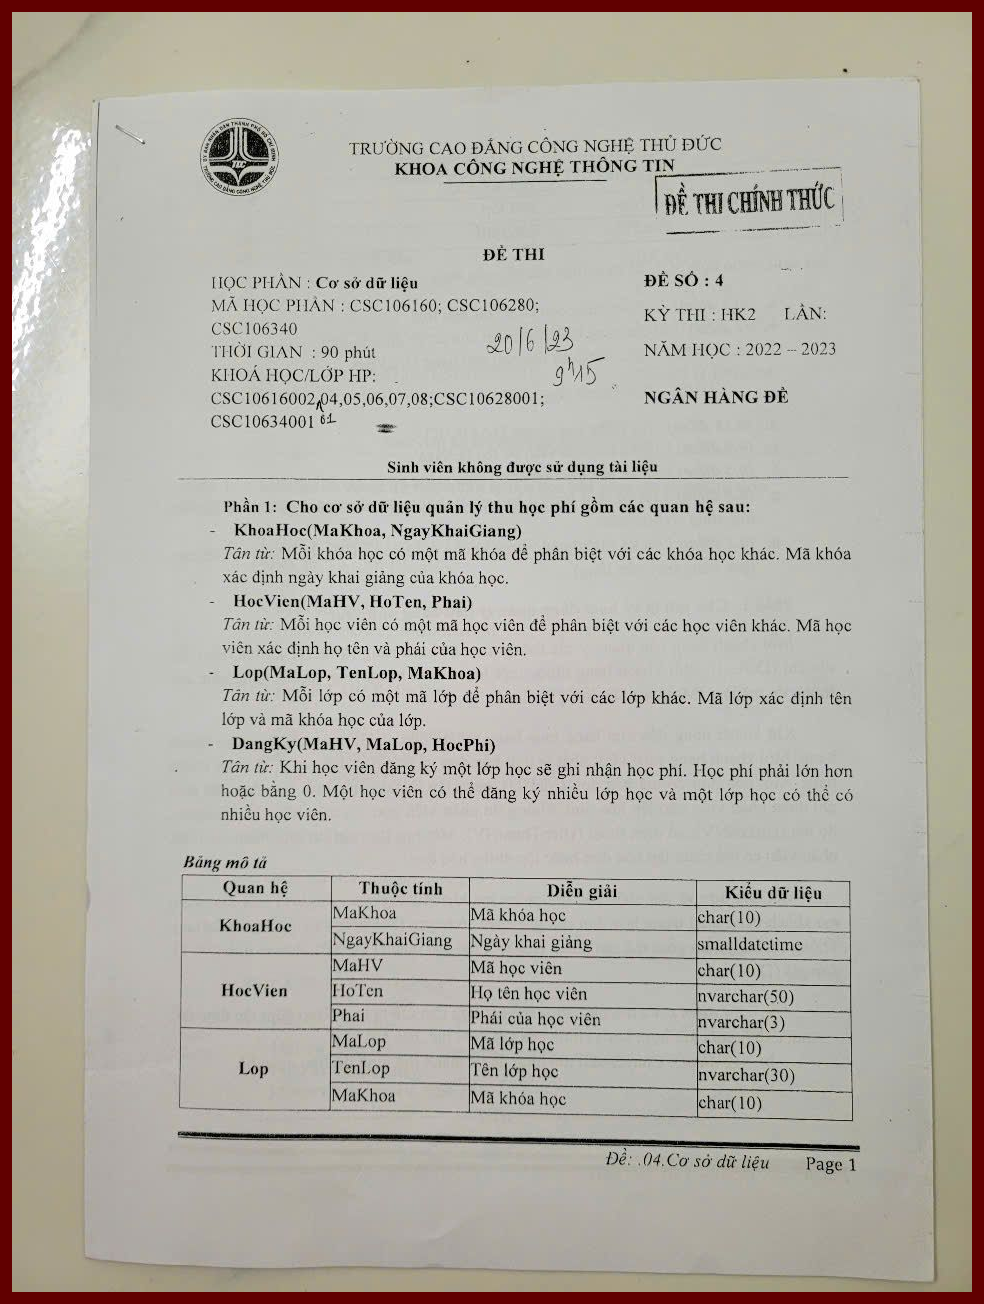 TRƯỜNG CAO ĐẲNG CÔNG NGHỆ THỦ ĐỨC
KHOA CÔNG NGHỆ THÔNG TIN
ĐỀ THI CHÍNH THỨC
ĐỀ THI
HỌC PHẦN : Cơ sở dữ liệu
MÃ HỌC PHẦN : CSC106160; CSC106280;
CSC106340
THỜI GIAN : 90 phút
KHOÁ HỌC/LỚP HP:
CSC10616002,04,05,06,07,08;CSC10628001;
CSC10634001 01
20/6/23
9h15
ĐỀ SỐ : 4
KỲ THI : HK2 LẦN:
NĂM HỌC : 2022 – 2023
NGÂN HÀNG ĐỀ
Sinh viên không được sử dụng tài liệu
Phần 1: Cho cơ sở dữ liệu quản lý thu học phí gồm các quan hệ sau:
- KhoaHoc(MaKhoa, NgayKhaiGiang)
Tân từ: Mỗi khóa học có một mã khóa để phân biệt với các khóa học khác. Mã khóa
xác định ngày khai giảng của khóa học.
- HocVien(MaHV, HoTen, Phai)
Tân từ: Mỗi học viên có một mã học viên để phân biệt với các học viên khác. Mã học
viên xác định họ tên và phái của học viên.
- Lop(MaLop, TenLop, MaKhoa)
Tân từ: Mỗi lớp có một mã lớp để phân biệt với các lớp khác. Mã lớp xác định tên
lớp và mã khóa học của lớp.
- DangKy(MaHV, MaLop, HocPhi)
Tân từ: Khi học viên đăng ký một lớp học sẽ ghi nhận học phí. Học phí phải lớn hơn
hoặc bằng 0. Một học viên có thể đăng ký nhiều lớp học và một lớp học có thể có
nhiều học viên.
Bảng mô tả
Quan hệ Thuộc tính Diễn giải Kiểu dữ liệu
KhoaHoc MaKhoa Mã khóa học char(10)
NgayKhaiGiang Ngày khai giảng smalldatetime
HocVien MaHV Mã học viên char(10)
HoTen Họ tên học viên nvarchar(50)
Phai Phái của học viên nvarchar(3)
Lop MaLop Mã lớp học char(10)
TenLop Tên lớp học nvarchar(30)
MaKhoa Mã khóa học char(10)
Đề: .04.Cơ sở dữ liệu Page 1